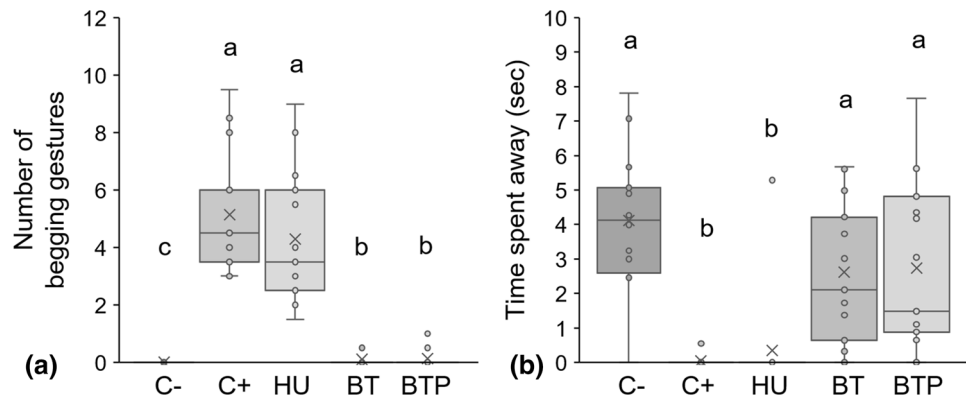 Number of
begging gestures
12
10
8
6
4
2
0
a
a
c
b
b
C-
C+
HU
BT
BTP
(a)
Time spent away (sec)
10
9
8
7
6
5
4
3
2
1
0
a
b
b
a
a
C-
C+
HU
BT
BTP
(b)